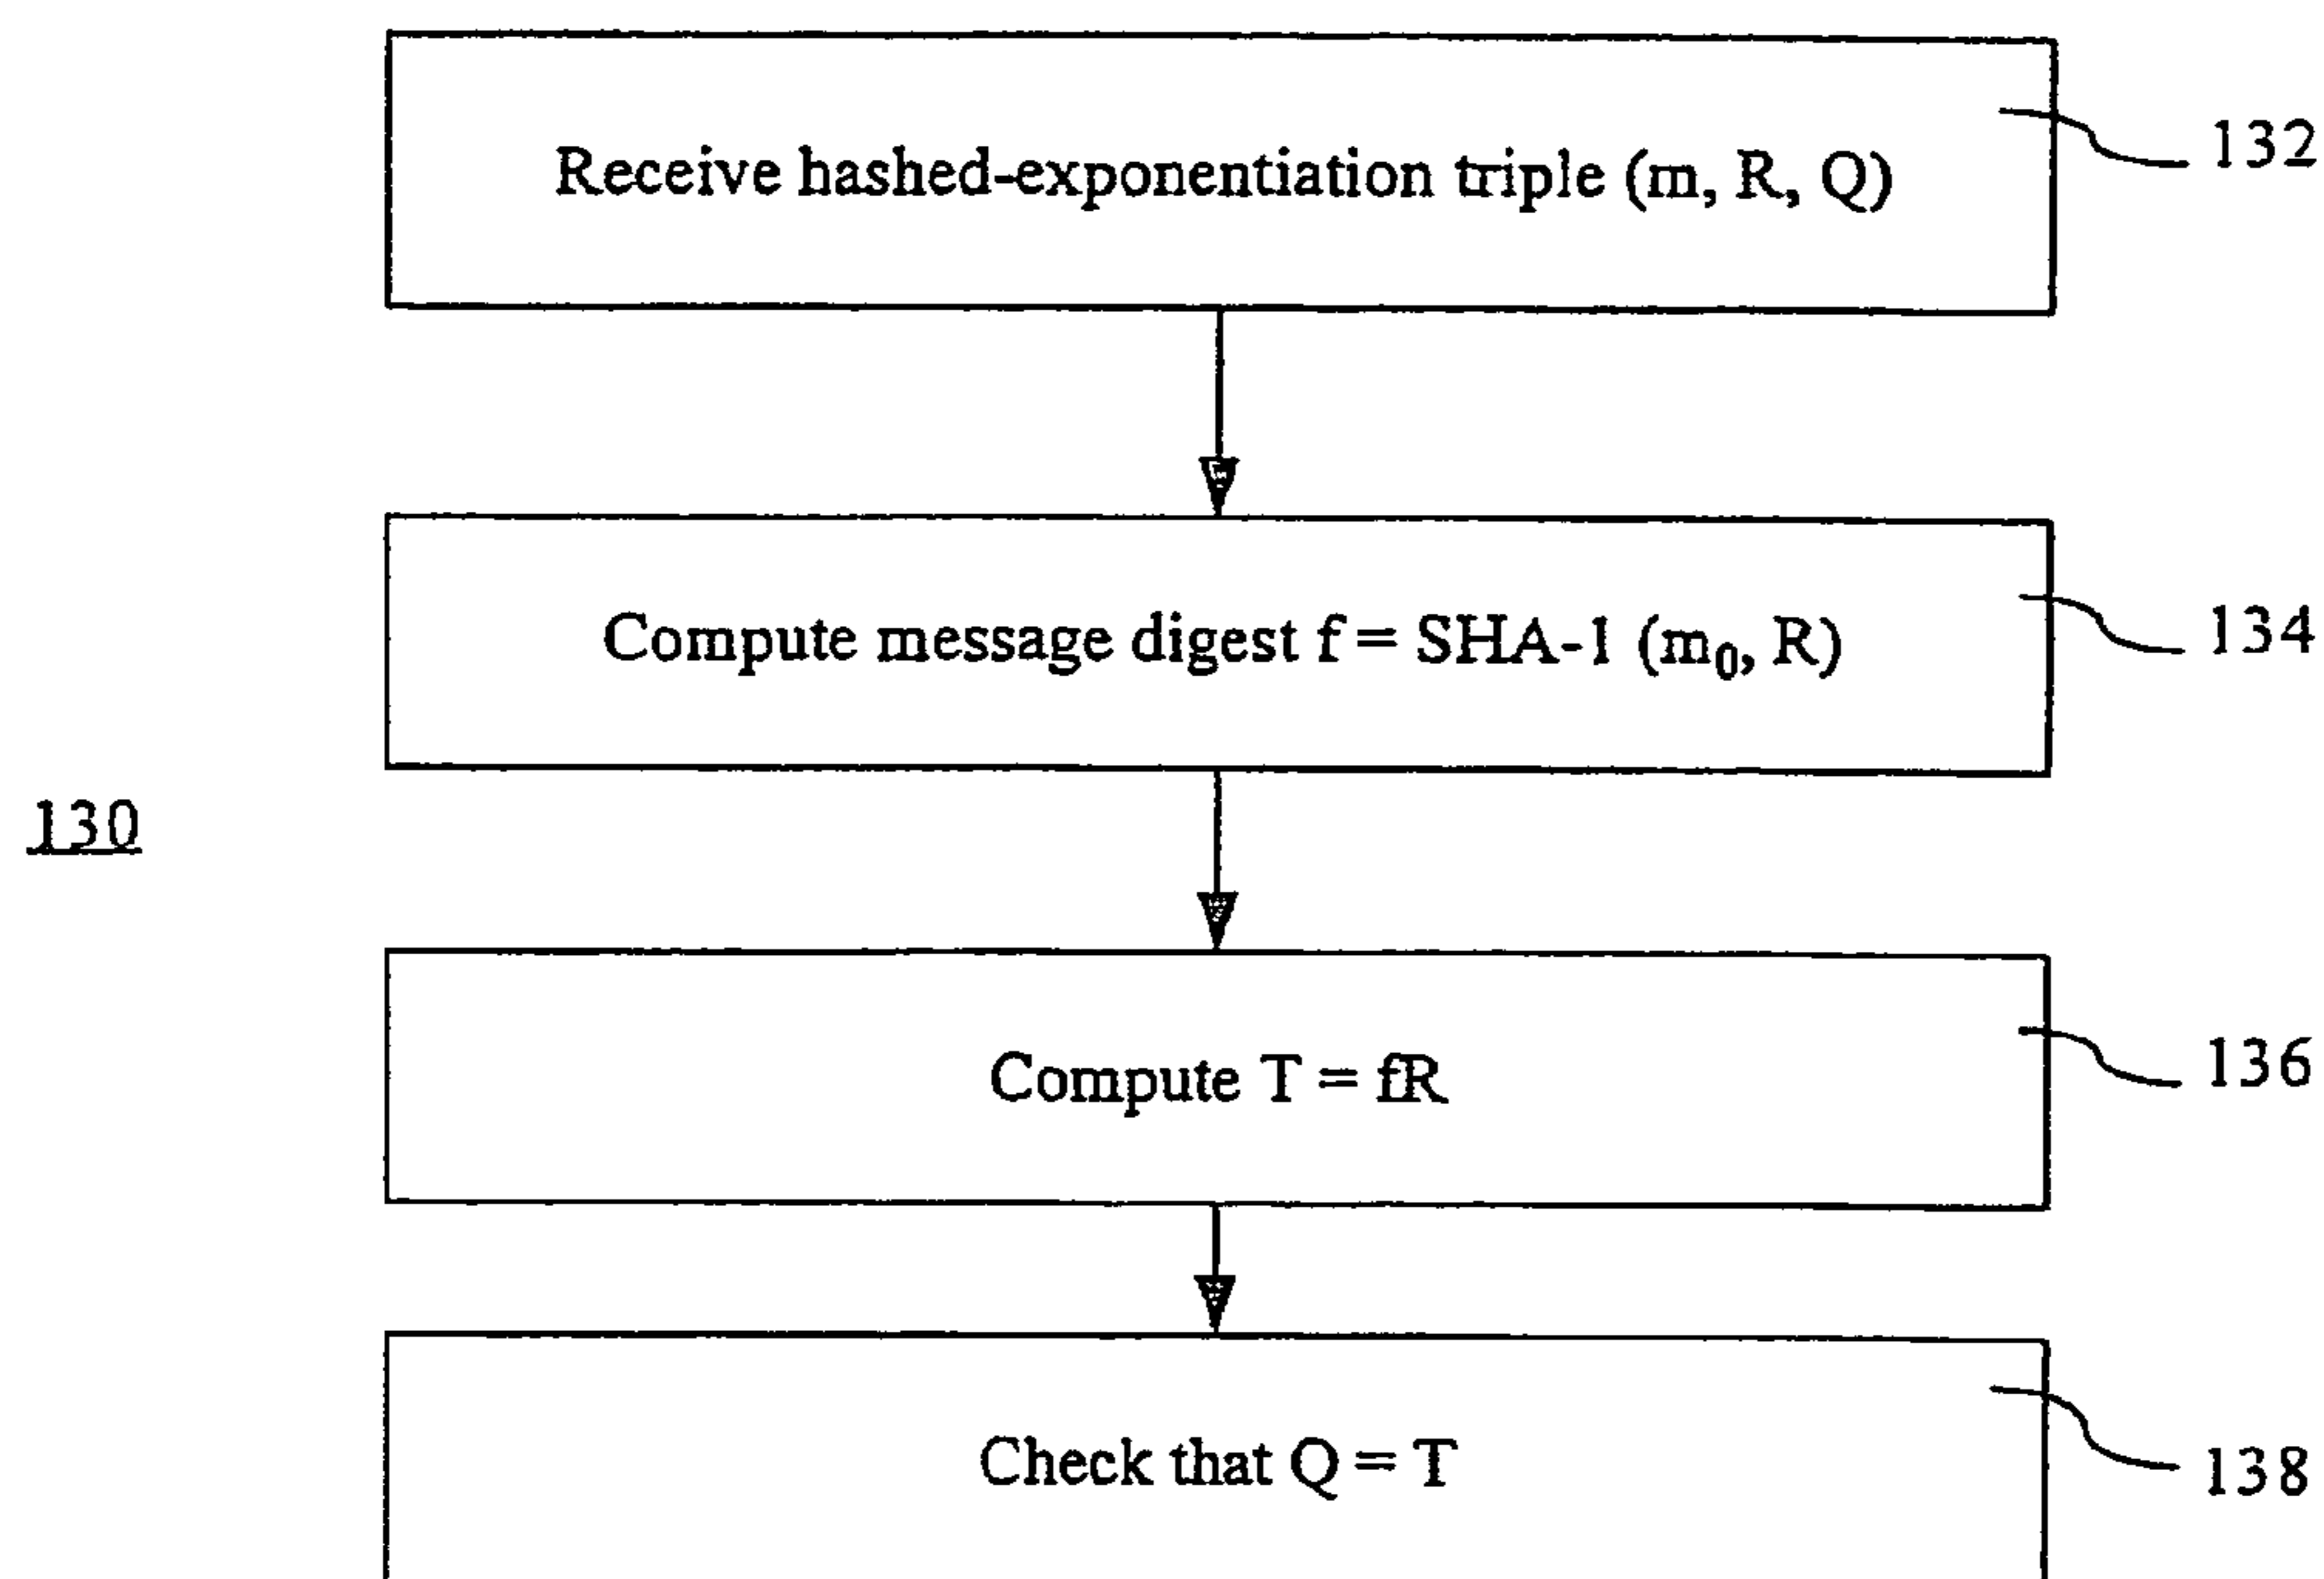 Receive hashed-exponentiation triple (m, R, Q)
132
Compute message digest f = SHA-1 (m₀, R)
134
130
Compute T = fR
136
Check that Q = T
138